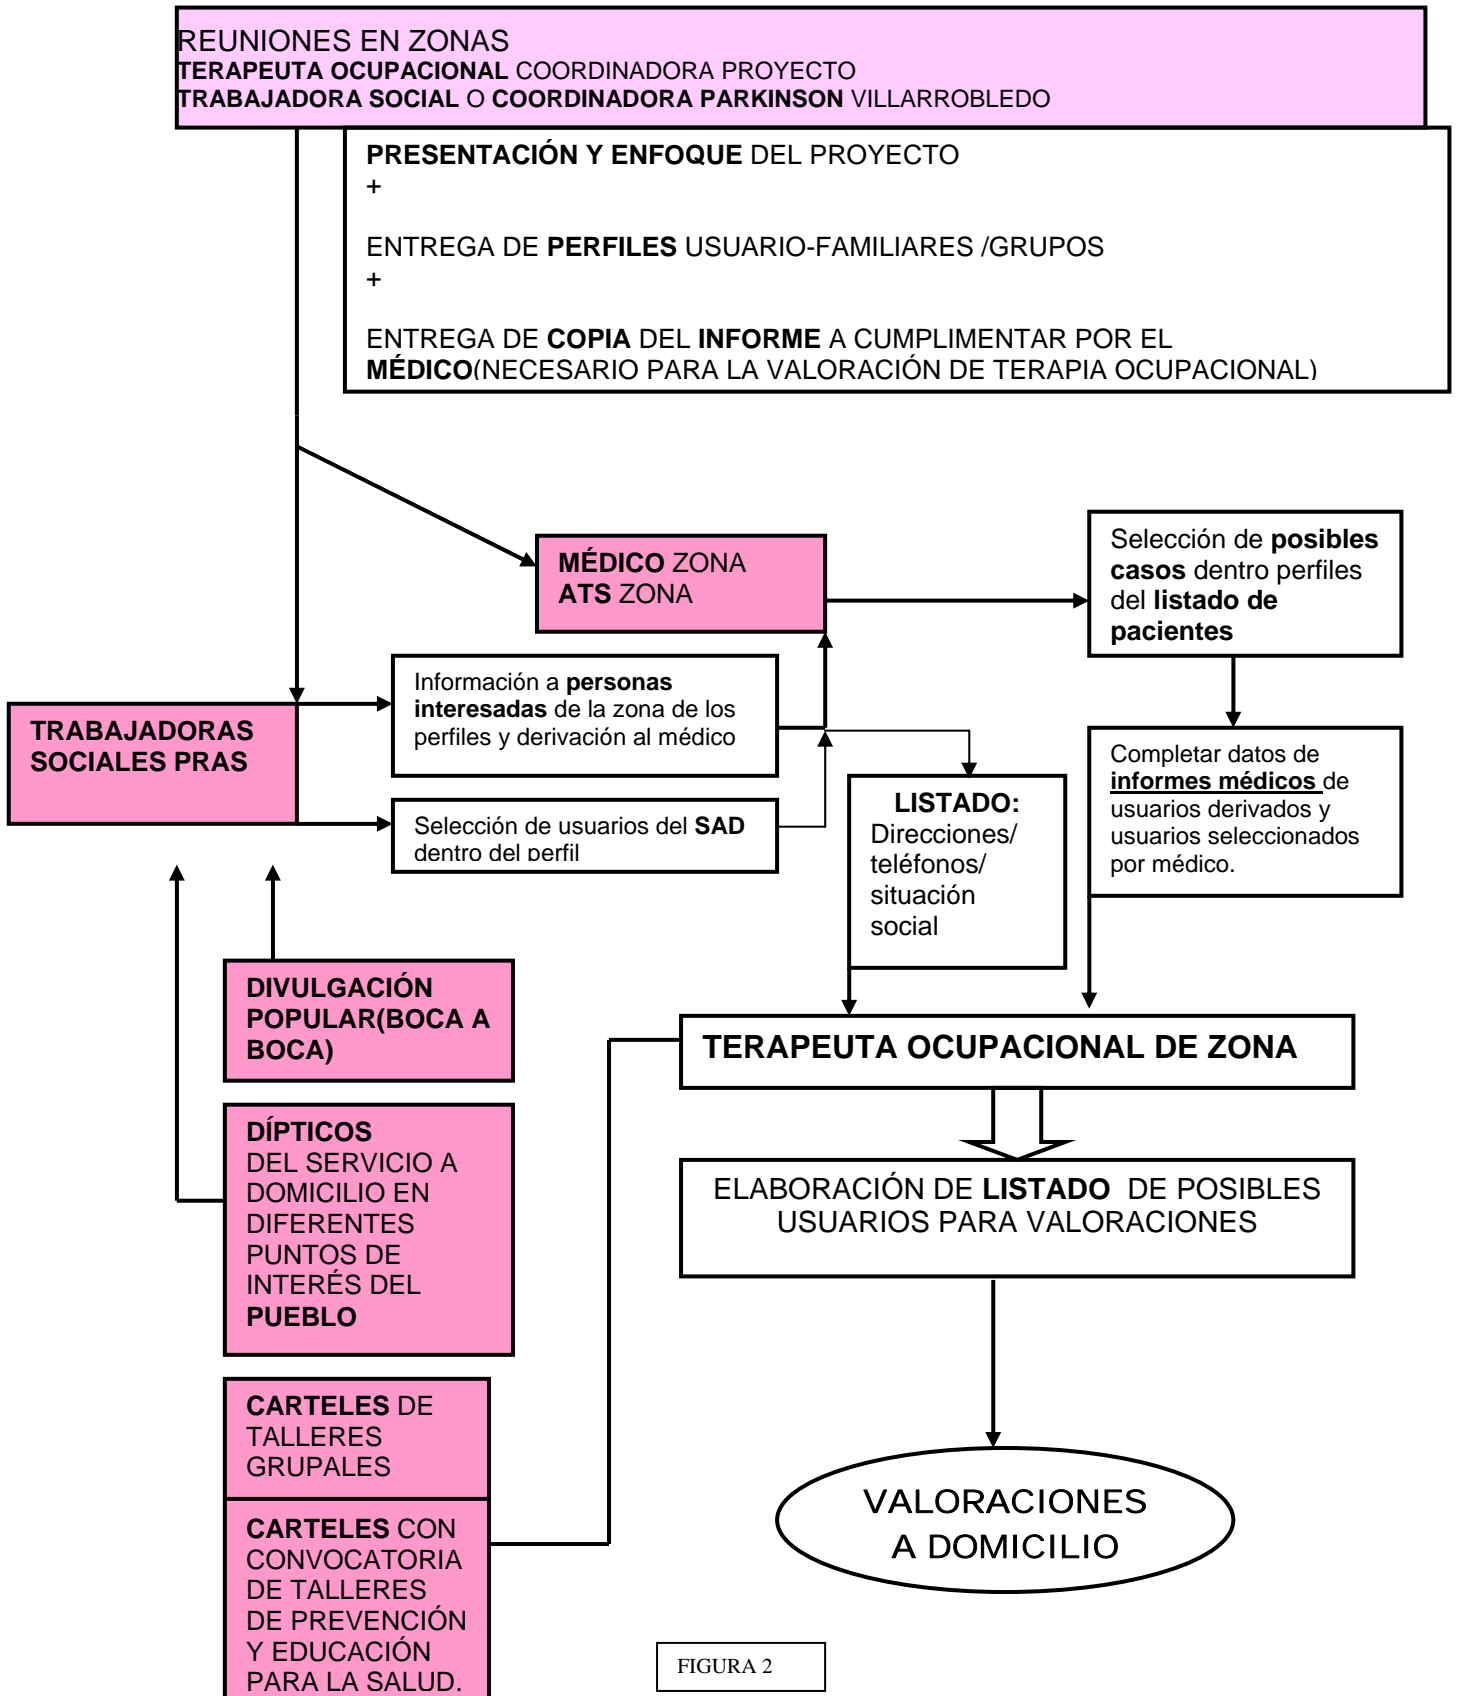 REUNIONES EN ZONAS
TERAPEUTA OCUPACIONAL COORDINADORA PROYECTO
TRABAJADORA SOCIAL O COORDINADORA PARKINSON VILLARROBLEDO
PRESENTACIÓN Y ENFOQUE DEL PROYECTO
+
ENTREGA DE PERFILES USUARIO-FAMILIARES /GRUPOS
+
ENTREGA DE COPIA DEL INFORME A CUMPLIMENTAR POR EL
MÉDICO(NECESARIO PARA LA VALORACIÓN DE TERAPIA OCUPACIONAL)
MÉDICO ZONA
ATS ZONA
Selección de posibles
casos dentro perfiles
del listado de
pacientes
Información a personas
interesadas de la zona de los
perfiles y derivación al médico
TRABAJADORAS
SOCIALES PRAS
Selección de usuarios del SAD
dentro del perfil
LISTADO:
Direcciones/
teléfonos/
situación
social
Completar datos de
informes médicos de
usuarios derivados y
usuarios seleccionados
por médico.
DIVULGACIÓN
POPULAR(BOCA A
BOCA)
TERAPEUTA OCUPACIONAL DE ZONA
DÍPTICOS
DEL SERVICIO A
DOMICILIO EN
DIFERENTES
PUNTOS DE
INTERÉS DEL
PUEBLO
ELABORACIÓN DE LISTADO DE POSIBLES
USUARIOS PARA VALORACIONES
CARTELES DE
TALLERES
GRUPALES
CARTELES CON
CONVOCATORIA
DE TALLERES
DE PREVENCIÓN
Y EDUCACIÓN
PARA LA SALUD.
VALORACIONES
A DOMICILIO
FIGURA 2